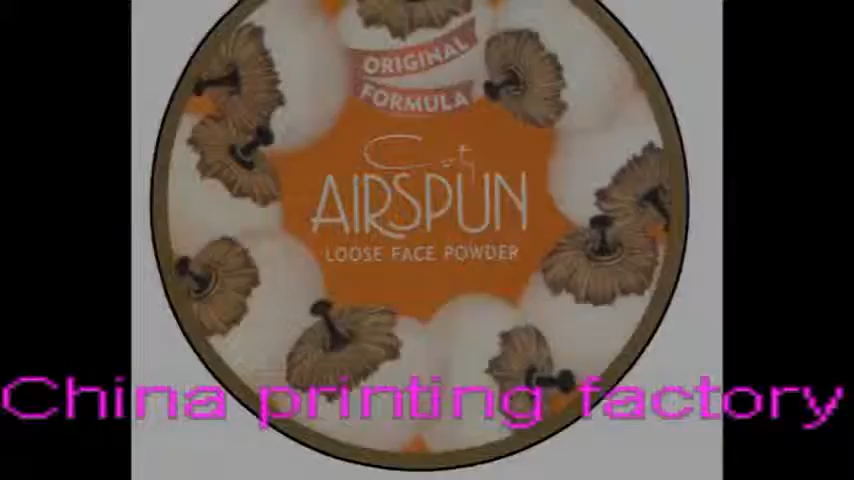 ORIGINAL
FORMULA
Coty
AIRSPUN
LOOSE FACE POWDER
China printing factory